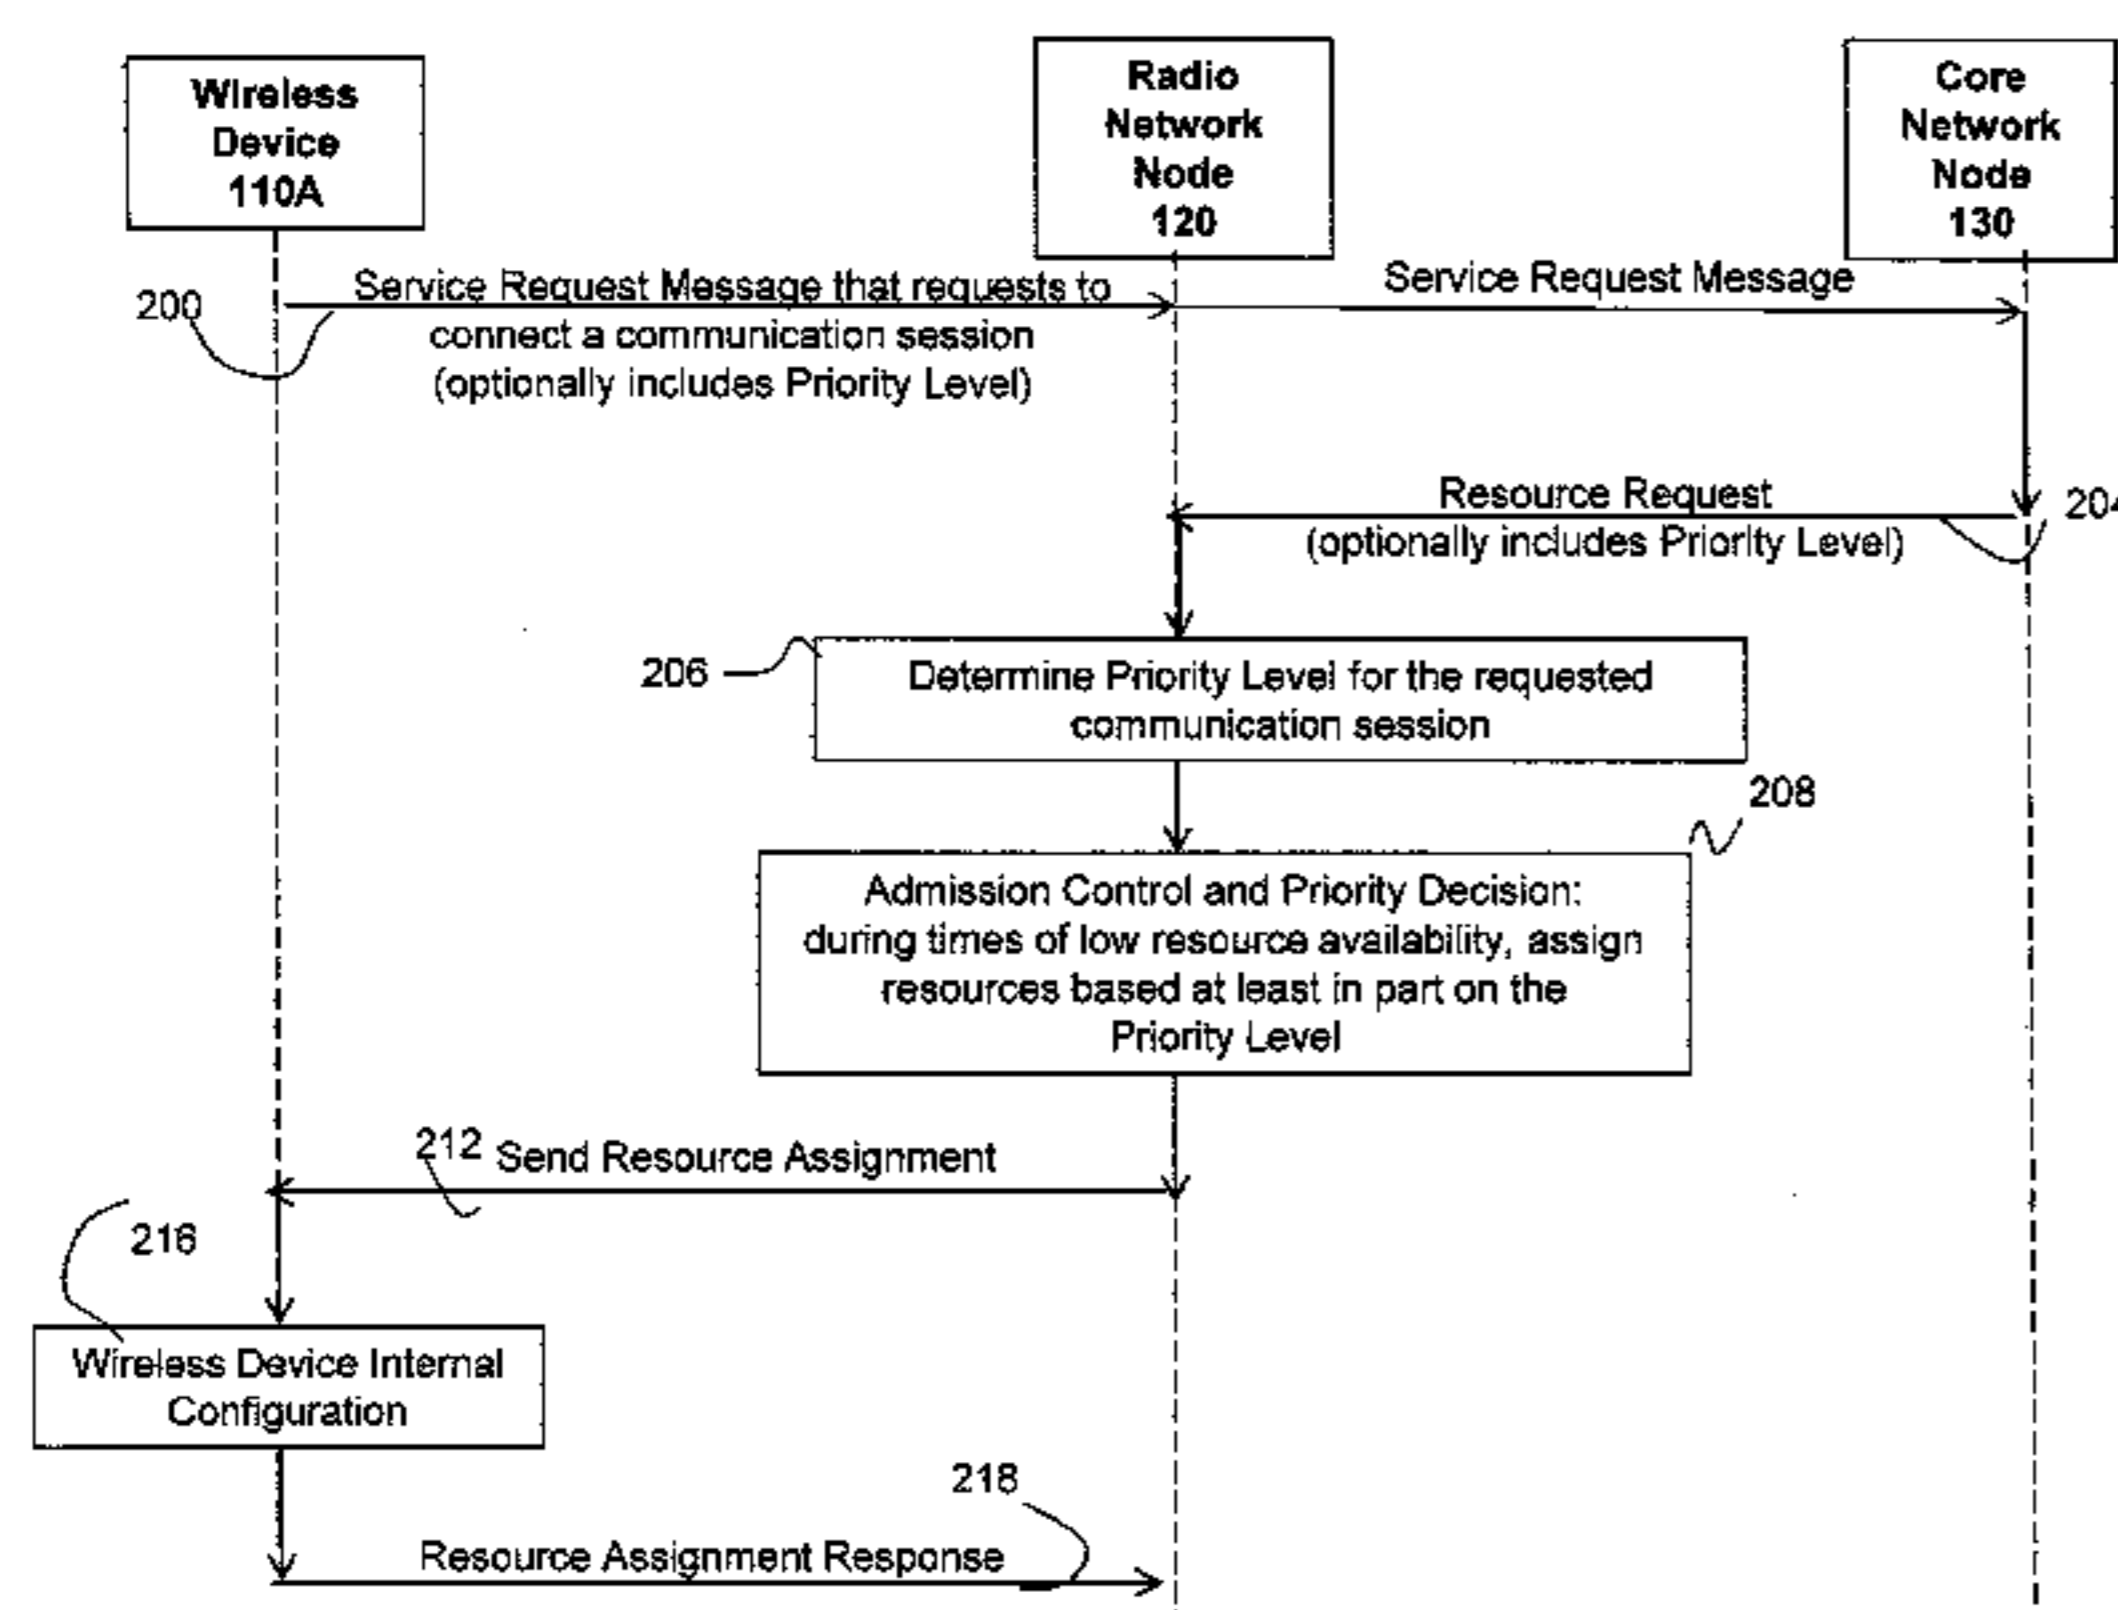 Wireless
Device
110A
Radio
Network
Node
120
Core
Network
Node
130
200
Service Request Message that requests to
connect a communication session
(optionally includes Priority Level)
Service Request Message
Resource Request
(optionally includes Priority Level)
204
206
Determine Priority Level for the requested
communication session
208
Admission Control and Priority Decision:
during times of low resource availability, assign
resources based at least in part on the
Priority Level
212
Send Resource Assignment
216
Wireless Device Internal
Configuration
218
Resource Assignment Response